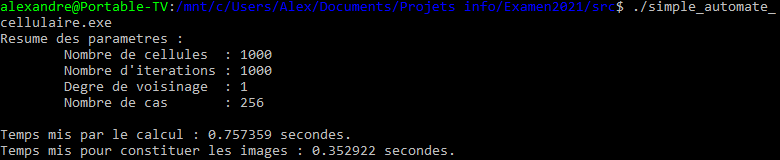 alexandre@Portable-TV:/mnt/c/Users/Alex/Documents/Projets info/Examen2021/src$ ./simple_automate_
cellulaire.exe
Resume des parametres :
Nombre de cellules : 1000
Nombre d'iterations : 1000
Degre de voisinage : 1
Nombre de cas : 256
Temps mis par le calcul : 0.757359 secondes.
Temps mis pour constituer les images : 0.352922 secondes.